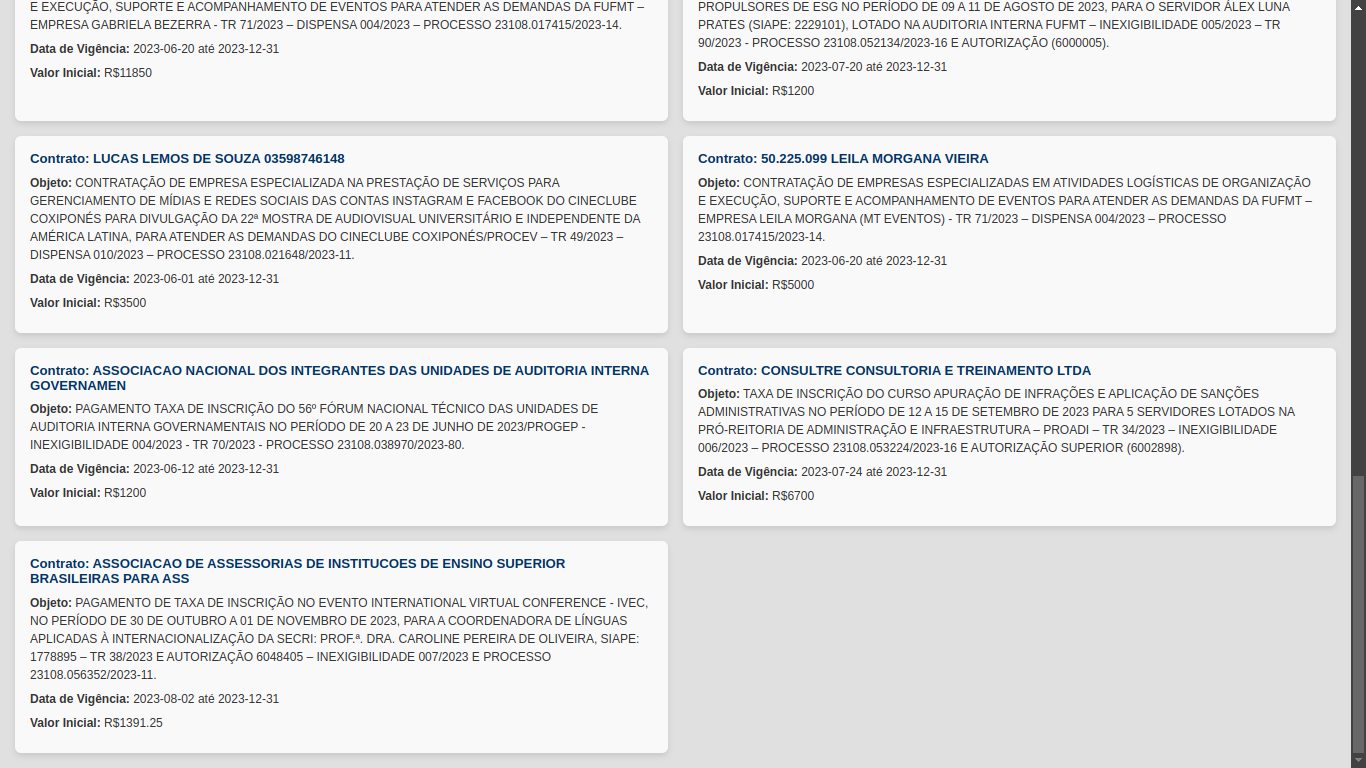 E EXECUÇÃO, SUPORTE E ACOMPANHAMENTO DE EVENTOS PARA ATENDER AS DEMANDAS DA FUFMT –
EMPRESA GABRIELA BEZERRA - TR 71/2023 – DISPENSA 004/2023 – PROCESSO 23108.017415/2023-14.
Data de Vigência: 2023-06-20 até 2023-12-31
Valor Inicial: R$11850
PROPULSORES DE ESG NO PERÍODO DE 09 A 11 DE AGOSTO DE 2023, PARA O SERVIDOR ÁLEX LUNA
PRATES (SIAPE: 2229101), LOTADO NA AUDITORIA INTERNA FUFMT – INEXIGIBILIDADE 005/2023 – TR
90/2023 - PROCESSO 23108.052134/2023-16 E AUTORIZAÇÃO (6000005).
Data de Vigência: 2023-07-20 até 2023-12-31
Valor Inicial: R$1200
Contrato: LUCAS LEMOS DE SOUZA 03598746148
Objeto: CONTRATAÇÃO DE EMPRESA ESPECIALIZADA NA PRESTAÇÃO DE SERVIÇOS PARA
GERENCIAMENTO DE MÍDIAS E REDES SOCIAIS DAS CONTAS INSTAGRAM E FACEBOOK DO CINECLUBE
COXIPONÉS PARA DIVULGAÇÃO DA 22ª MOSTRA DE AUDIOVISUAL UNIVERSITÁRIO E INDEPENDENTE DA
AMÉRICA LATINA, PARA ATENDER AS DEMANDAS DO CINECLUBE COXIPONÉS/PROCEV – TR 49/2023 –
DISPENSA 010/2023 – PROCESSO 23108.021648/2023-11.
Data de Vigência: 2023-06-01 até 2023-12-31
Valor Inicial: R$3500
Contrato: 50.225.099 LEILA MORGANA VIEIRA
Objeto: CONTRATAÇÃO DE EMPRESAS ESPECIALIZADAS EM ATIVIDADES LOGÍSTICAS DE ORGANIZAÇÃO
E EXECUÇÃO, SUPORTE E ACOMPANHAMENTO DE EVENTOS PARA ATENDER AS DEMANDAS DA FUFMT –
EMPRESA LEILA MORGANA (MT EVENTOS) - TR 71/2023 – DISPENSA 004/2023 – PROCESSO
23108.017415/2023-14.
Data de Vigência: 2023-06-20 até 2023-12-31
Valor Inicial: R$5000
Contrato: ASSOCIACAO NACIONAL DOS INTEGRANTES DAS UNIDADES DE AUDITORIA INTERNA
GOVERNAMEN
Objeto: PAGAMENTO TAXA DE INSCRIÇÃO DO 56º FÓRUM NACIONAL TÉCNICO DAS UNIDADES DE
AUDITORIA INTERNA GOVERNAMENTAIS NO PERÍODO DE 20 A 23 DE JUNHO DE 2023/PROGEP -
INEXIGIBILIDADE 004/2023 - TR 70/2023 - PROCESSO 23108.038970/2023-80.
Data de Vigência: 2023-06-12 até 2023-12-31
Valor Inicial: R$1200
Contrato: CONSULTRE CONSULTORIA E TREINAMENTO LTDA
Objeto: TAXA DE INSCRIÇÃO DO CURSO APURAÇÃO DE INFRAÇÕES E APLICAÇÃO DE SANÇÕES
ADMINISTRATIVAS NO PERÍODO DE 12 A 15 DE SETEMBRO DE 2023 PARA 5 SERVIDORES LOTADOS NA
PRÓ-REITORIA DE ADMINISTRAÇÃO E INFRAESTRUTURA – PROADI – TR 34/2023 – INEXIGIBILIDADE
006/2023 – PROCESSO 23108.053224/2023-16 E AUTORIZAÇÃO SUPERIOR (6002898).
Data de Vigência: 2023-07-24 até 2023-12-31
Valor Inicial: R$6700
Contrato: ASSOCIACAO DE ASSESSORIAS DE INSTITUCOES DE ENSINO SUPERIOR
BRASILEIRAS PARA ASS
Objeto: PAGAMENTO DE TAXA DE INSCRIÇÃO NO EVENTO INTERNATIONAL VIRTUAL CONFERENCE - IVEC,
NO PERÍODO DE 30 DE OUTUBRO A 01 DE NOVEMBRO DE 2023, PARA A COORDENADORA DE LÍNGUAS
APLICADAS À INTERNACIONALIZAÇÃO DA SECRI: PROF.ª. DRA. CAROLINE PEREIRA DE OLIVEIRA, SIAPE:
1778895 – TR 38/2023 E AUTORIZAÇÃO 6048405 – INEXIGIBILIDADE 007/2023 E PROCESSO
23108.056352/2023-11.
Data de Vigência: 2023-08-02 até 2023-12-31
Valor Inicial: R$1391.25